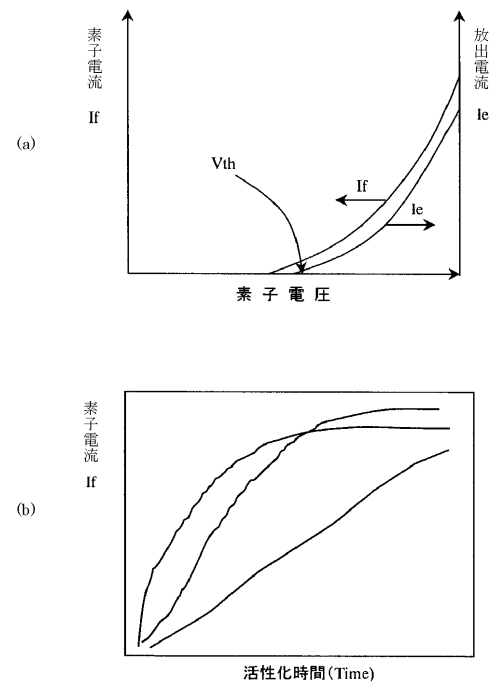 (a)
素子電流
If
放出電流
Ie
Vth
If
Ie
素子電圧
(b)
素子電流
If
活性化時間(Time)